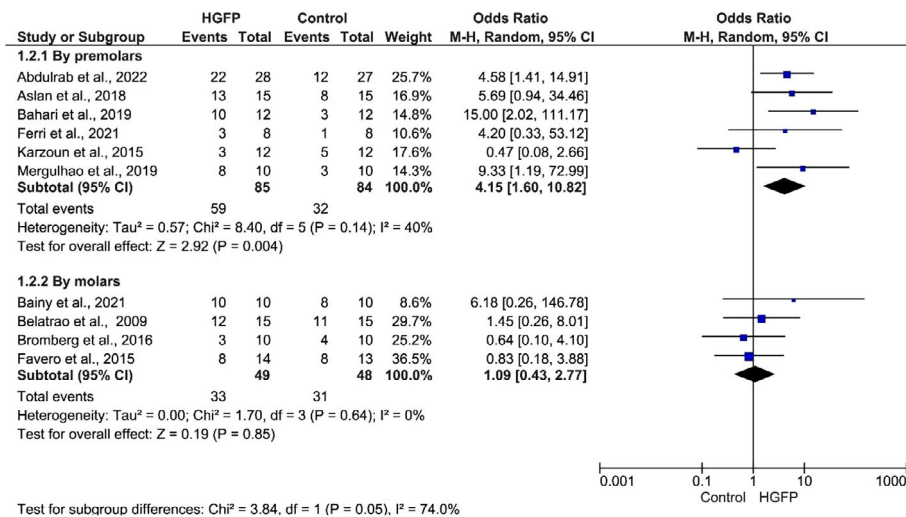 HGFP Control Odds Ratio Odds Ratio
Study or Subgroup Events Total Events Total Weight M-H, Random, 95% CI M-H, Random, 95% CI
1.2.1 By premolars
Abdulrab et al., 2022 22 28 12 27 25.7% 4.58 [1.41, 14.91]
Aslan et al., 2018 13 15 8 15 16.9% 5.69 [0.94, 34.46]
Bahari et al., 2019 10 12 3 12 14.8% 15.00 [2.02, 111.17]
Ferri et al., 2021 3 8 1 8 10.6% 4.20 [0.33, 53.12]
Karzoun et al., 2015 3 12 5 12 17.6% 0.47 [0.08, 2.66]
Mergulhao et al., 2019 8 10 3 10 14.3% 9.33 [1.19, 72.99]
Subtotal (95% CI) 85 84 100.0% 4.15 [1.60, 10.82]
Total events 59 32
Heterogeneity: Tau² = 0.57; Chi² = 8.40, df = 5 (P = 0.14); I² = 40%
Test for overall effect: Z = 2.92 (P = 0.004)
1.2.2 By molars
Bainy et al., 2021 10 10 8 10 8.6% 6.18 [0.26, 146.78]
Belatrao et al., 2009 12 15 11 15 29.7% 1.45 [0.26, 8.01]
Bromberg et al., 2016 3 10 4 10 25.2% 0.64 [0.10, 4.10]
Favero et al., 2015 8 14 8 13 36.5% 0.83 [0.18, 3.88]
Subtotal (95% CI) 49 48 100.0% 1.09 [0.43, 2.77]
Total events 33 31
Heterogeneity: Tau² = 0.00; Chi² = 1.70, df = 3 (P = 0.64); I² = 0%
Test for overall effect: Z = 0.19 (P = 0.85)
0.001 0.1 1 10 1000
Control HGFP
Test for subgroup differences: Chi² = 3.84, df = 1 (P = 0.05), I² = 74.0%